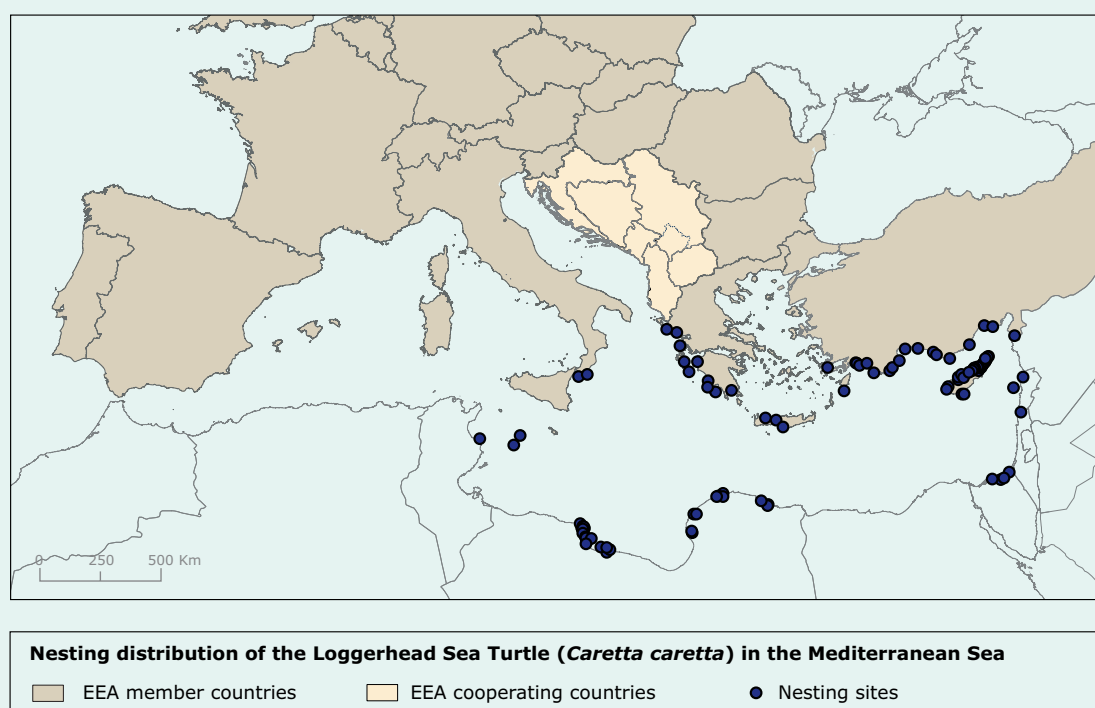 0 250 500 Km
Nesting distribution of the Loggerhead Sea Turtle (Caretta caretta) in the Mediterranean Sea
EEA member countries EEA cooperating countries Nesting sites